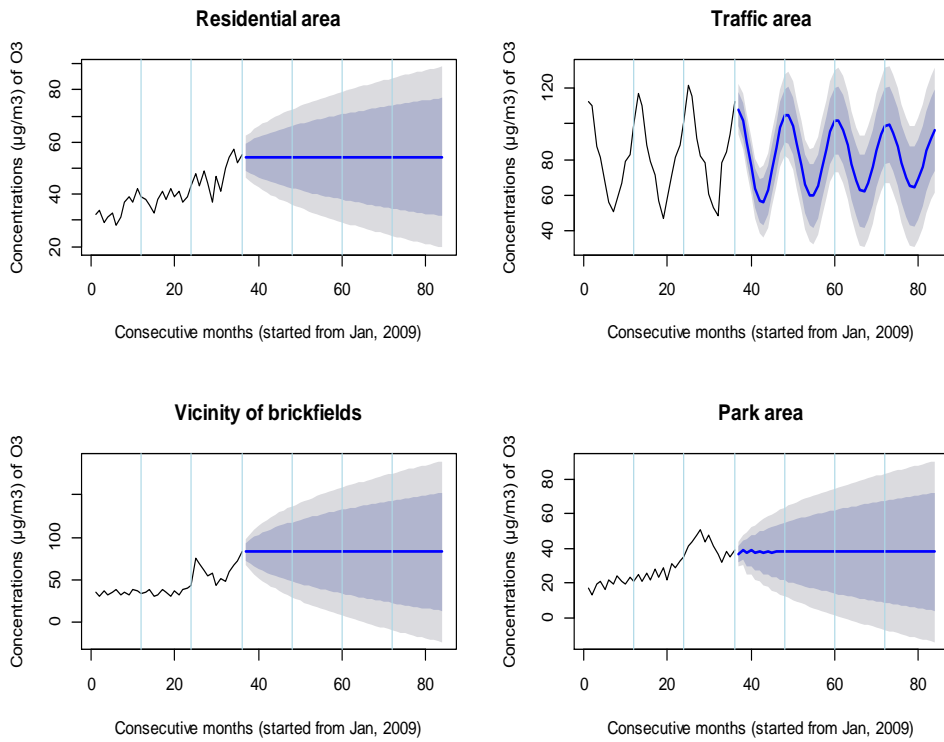 Residential area
Concentrations (µg/m3) of O3
20 40 60 80
0 20 40 60 80
Consecutive months (started from Jan, 2009)
Traffic area
Concentrations (µg/m3) of O3
40 60 80 120
0 20 40 60 80
Consecutive months (started from Jan, 2009)
Vicinity of brickfields
Concentrations (µg/m3) of O3
0 50 100
0 20 40 60 80
Consecutive months (started from Jan, 2009)
Park area
Concentrations (µg/m3) of O3
0 20 40 60 80
0 20 40 60 80
Consecutive months (started from Jan, 2009)